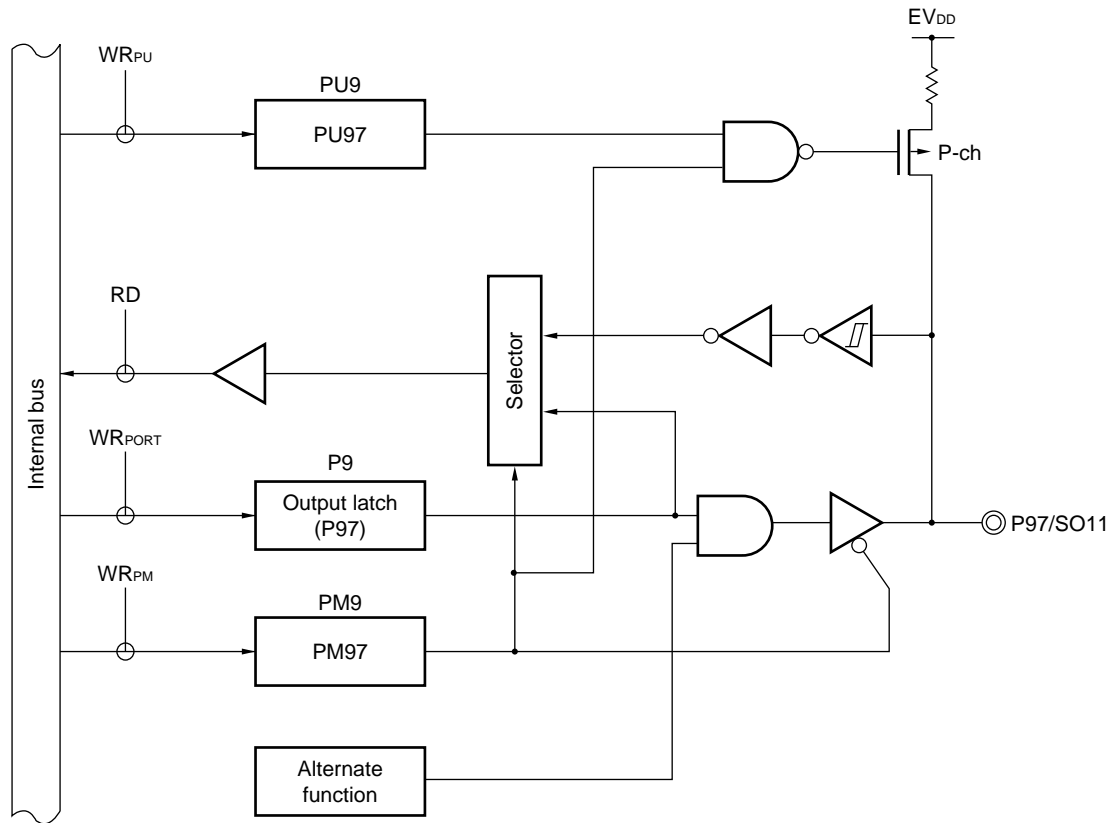 EVDD
WRPU
PU9
PU97
P-ch
RD
Selector
Internal bus
WRPORT
P9
Output latch
(P97)
P97/SO11
WRPM
PM9
PM97
Alternate
function